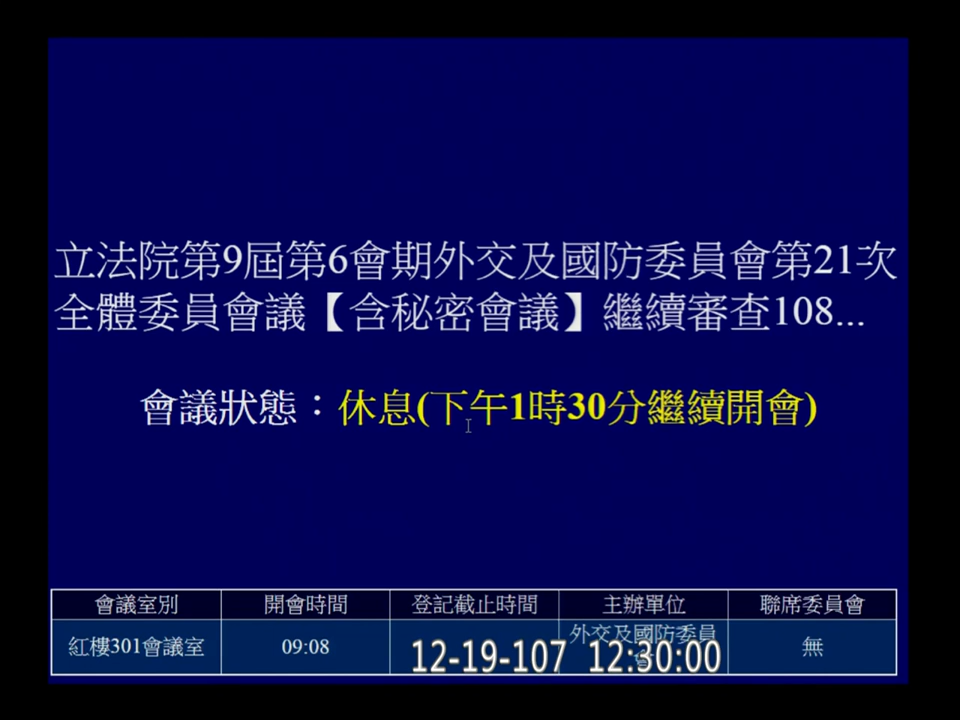 立法院第9屆第6會期外交及國防委員會第21次
全體委員會議【含秘密會議】繼續審查108...
會議狀態：休息(下午1時30分繼續開會)
會議室別 開會時間 登記截止時間 主辦單位 聯席委員會
紅樓301會議室 09:08 外交及國防委員 無
12-19-107 12:30:00